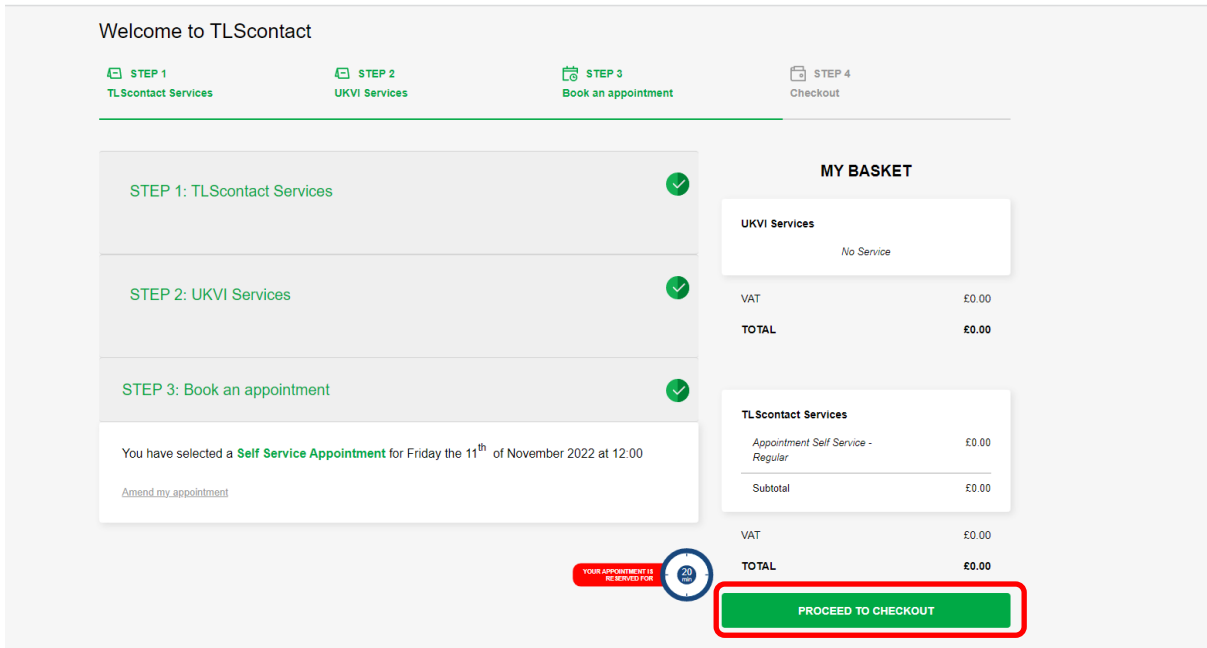 Welcome to TLScontact
STEP 1
TLScontact Services
STEP 2
UKVI Services
STEP 3
Book an appointment
STEP 4
Checkout
STEP 1: TLScontact Services
STEP 2: UKVI Services
STEP 3: Book an appointment
You have selected a Self Service Appointment for Friday the 11th of November 2022 at 12:00
Amend my appointment
YOUR APPOINTMENT IS
RESERVED FOR
20
min
MY BASKET
UKVI Services
No Service
VAT £0.00
TOTAL £0.00
TLScontact Services
Appointment Self Service - £0.00
Regular
Subtotal £0.00
VAT £0.00
TOTAL £0.00
PROCEED TO CHECKOUT